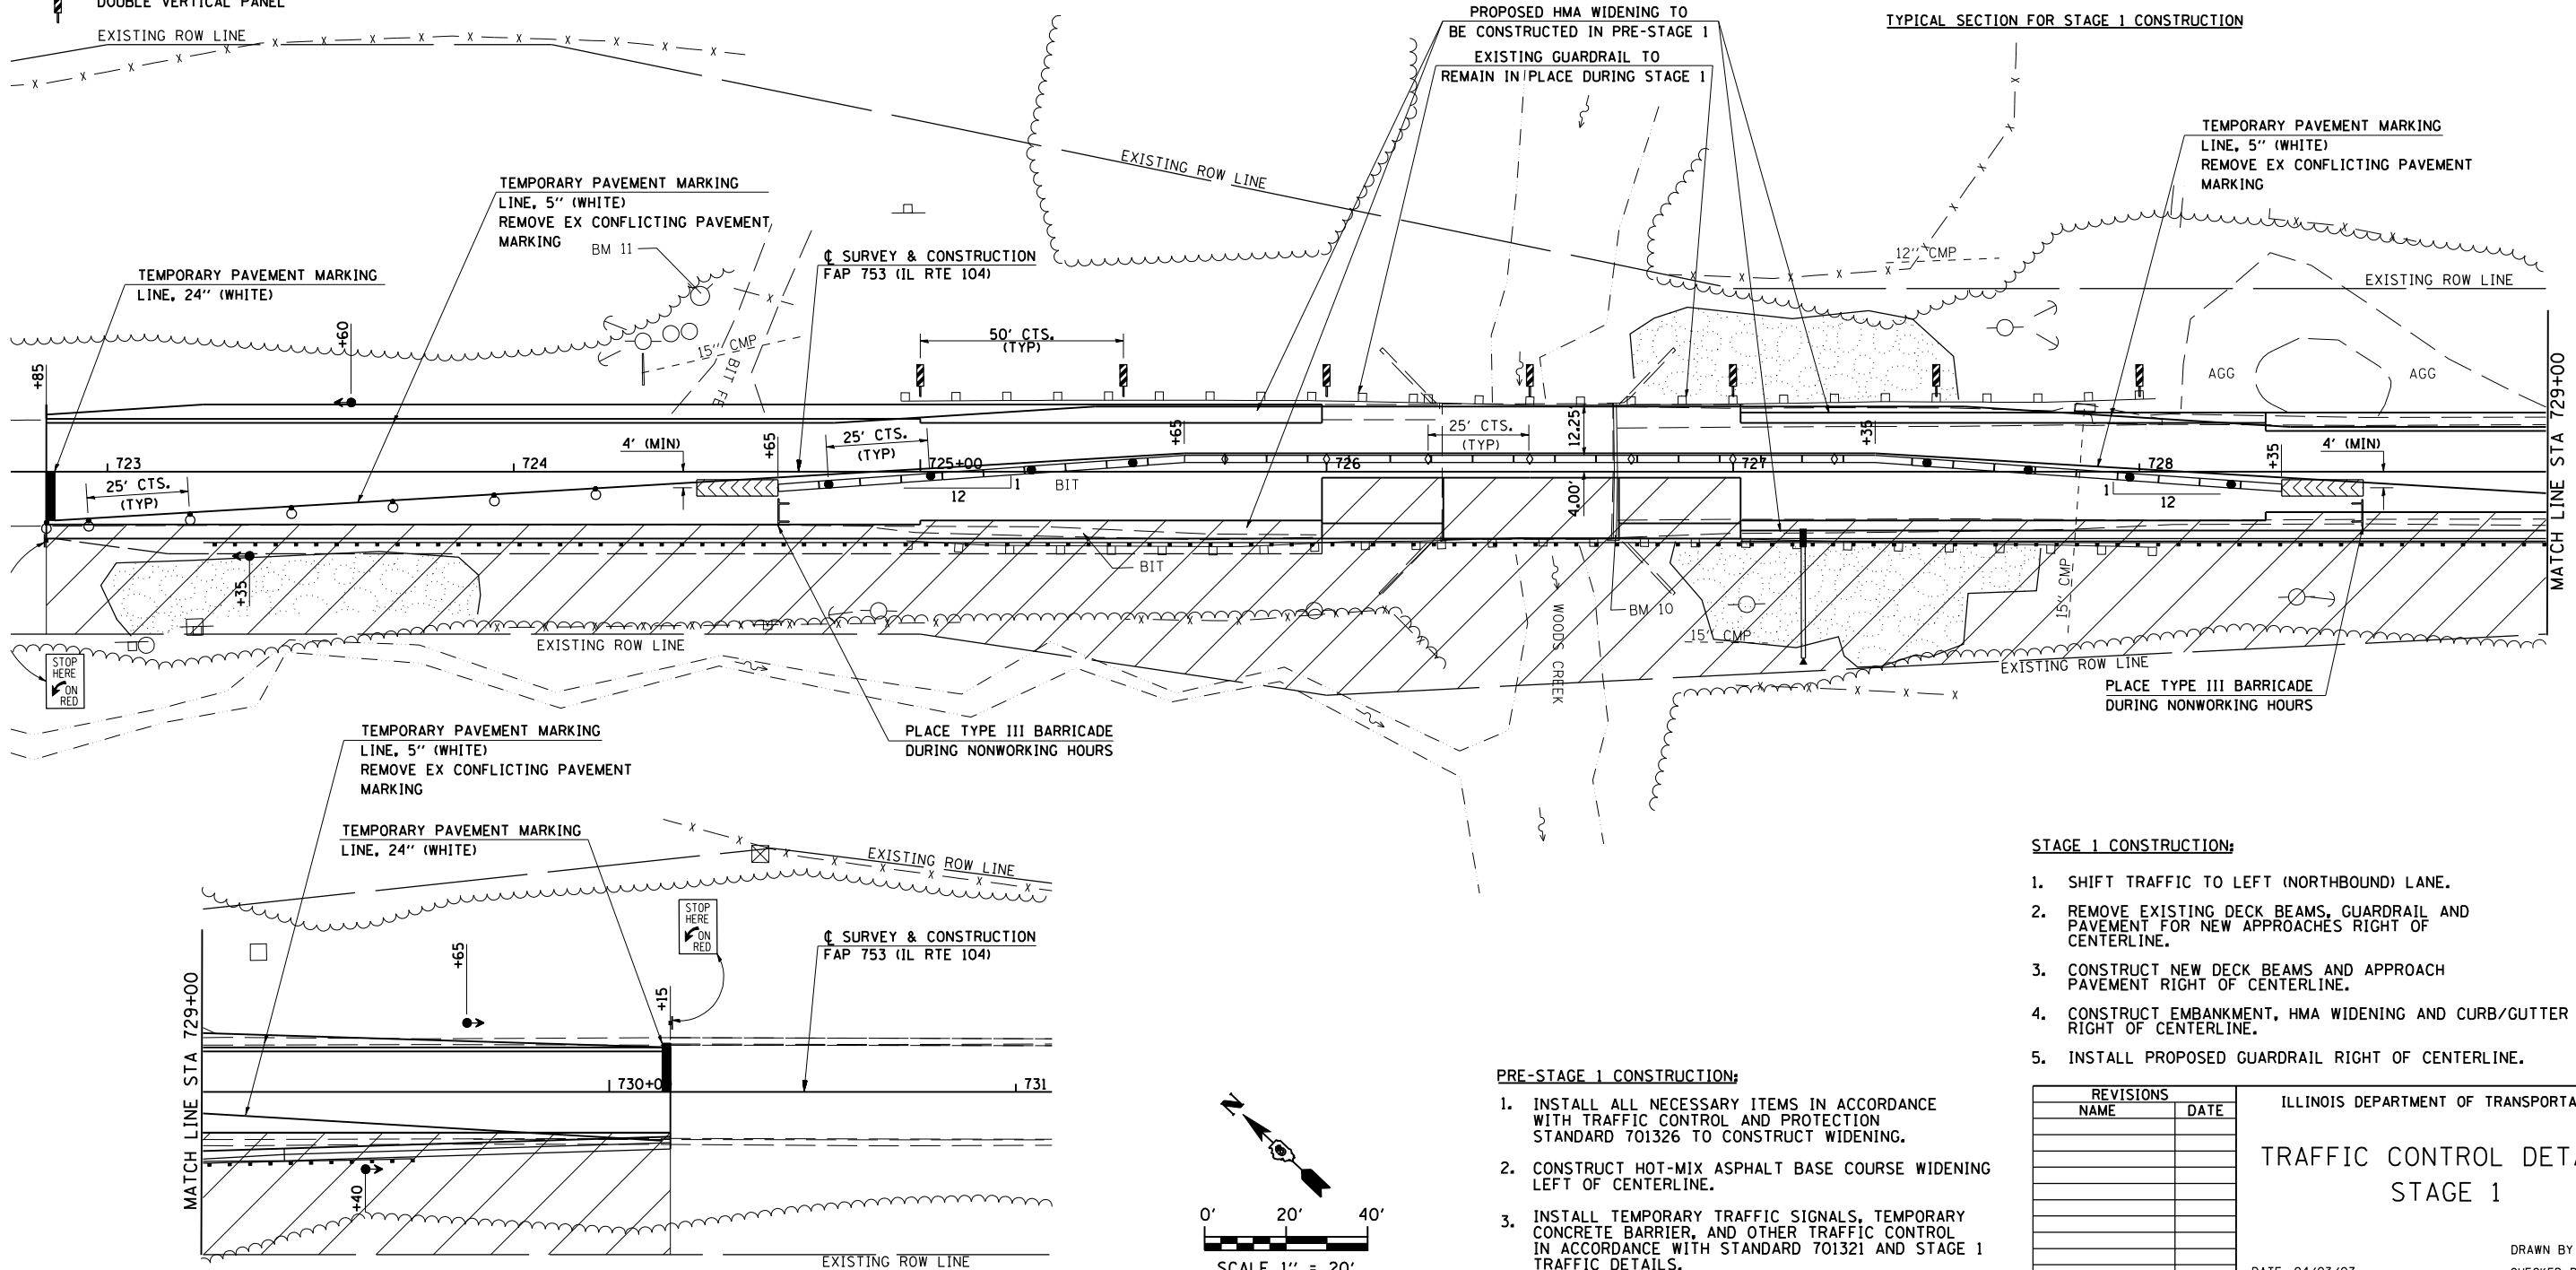 DOUBLE VERTICAL PANEL
EXISTING ROW LINE
PROPOSED HMA WIDENING TO
BE CONSTRUCTED IN PRE-STAGE 1
EXISTING GUARDRAIL TO
REMAIN IN PLACE DURING STAGE 1
TYPICAL SECTION FOR STAGE 1 CONSTRUCTION
TEMPORARY PAVEMENT MARKING
LINE, 5" (WHITE)
REMOVE EX CONFLICTING PAVEMENT
MARKING
EXISTING ROW LINE
TEMPORARY PAVEMENT MARKING
LINE, 5" (WHITE)
REMOVE EX CONFLICTING PAVEMENT
MARKING
BM 11
℄ SURVEY & CONSTRUCTION
FAP 753 (IL RTE 104)
TEMPORARY PAVEMENT MARKING
LINE, 24" (WHITE)
12" CMP
EXISTING ROW LINE
+85
+60
15" CMP
BIT FE
50' CTS.
(TYP)
AGG
AGG
MATCH LINE STA 729+00
4' (MIN)
+65
25' CTS.
(TYP)
+65
25' CTS.
(TYP)
12.25'
+35
4' (MIN)
+35
723
724
725+00
726
727
728
25' CTS.
(TYP)
12
1
BIT
4.00'
1
12
BIT
+35
WOODS CREEK
BM 10
15" CMP
15" CMP
EXISTING ROW LINE
EXISTING ROW LINE
STOP
HERE
ON
RED
PLACE TYPE III BARRICADE
DURING NONWORKING HOURS
PLACE TYPE III BARRICADE
DURING NONWORKING HOURS
TEMPORARY PAVEMENT MARKING
LINE, 5" (WHITE)
REMOVE EX CONFLICTING PAVEMENT
MARKING
TEMPORARY PAVEMENT MARKING
LINE, 24" (WHITE)
EXISTING ROW LINE
STOP
HERE
ON
RED
℄ SURVEY & CONSTRUCTION
FAP 753 (IL RTE 104)
MATCH LINE STA 729+00
+65
+15
730+0
731
+40
EXISTING ROW LINE
N
0' 20' 40'
SCALE 1" = 20'
PRE-STAGE 1 CONSTRUCTION:
1. INSTALL ALL NECESSARY ITEMS IN ACCORDANCE
WITH TRAFFIC CONTROL AND PROTECTION
STANDARD 701326 TO CONSTRUCT WIDENING.
2. CONSTRUCT HOT-MIX ASPHALT BASE COURSE WIDENING
LEFT OF CENTERLINE.
3. INSTALL TEMPORARY TRAFFIC SIGNALS, TEMPORARY
CONCRETE BARRIER, AND OTHER TRAFFIC CONTROL
IN ACCORDANCE WITH STANDARD 701321 AND STAGE 1
TRAFFIC DETAILS.
STAGE 1 CONSTRUCTION:
1. SHIFT TRAFFIC TO LEFT (NORTHBOUND) LANE.
2. REMOVE EXISTING DECK BEAMS, GUARDRAIL AND
PAVEMENT FOR NEW APPROACHES RIGHT OF
CENTERLINE.
3. CONSTRUCT NEW DECK BEAMS AND APPROACH
PAVEMENT RIGHT OF CENTERLINE.
4. CONSTRUCT EMBANKMENT, HMA WIDENING AND CURB/GUTTER
RIGHT OF CENTERLINE.
5. INSTALL PROPOSED GUARDRAIL RIGHT OF CENTERLINE.
REVISIONS
NAME DATE
ILLINOIS DEPARTMENT OF TRANSPORTA
TRAFFIC CONTROL DETA
STAGE 1
DRAWN BY